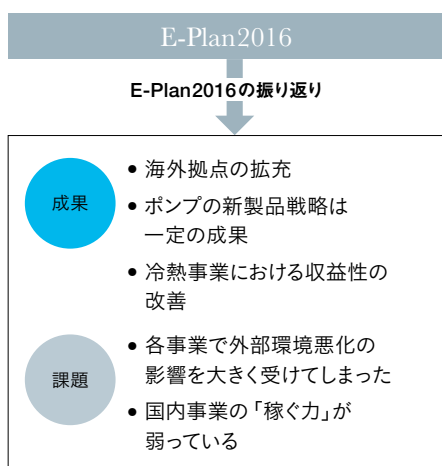 E-Plan2016
E-Plan2016の振り返り
成果
• 海外拠点の拡充
• ポンプの新製品戦略は
一定の成果
• 冷熱事業における収益性の
改善
課題
• 各事業で外部環境悪化の
影響を大きく受けてしまった
• 国内事業の「稼ぐ力」が
弱っている